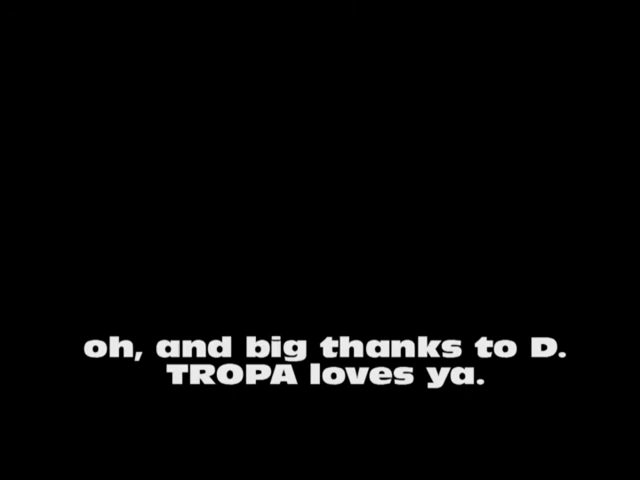 oh, and big thanks to D.
TROPA loves ya.